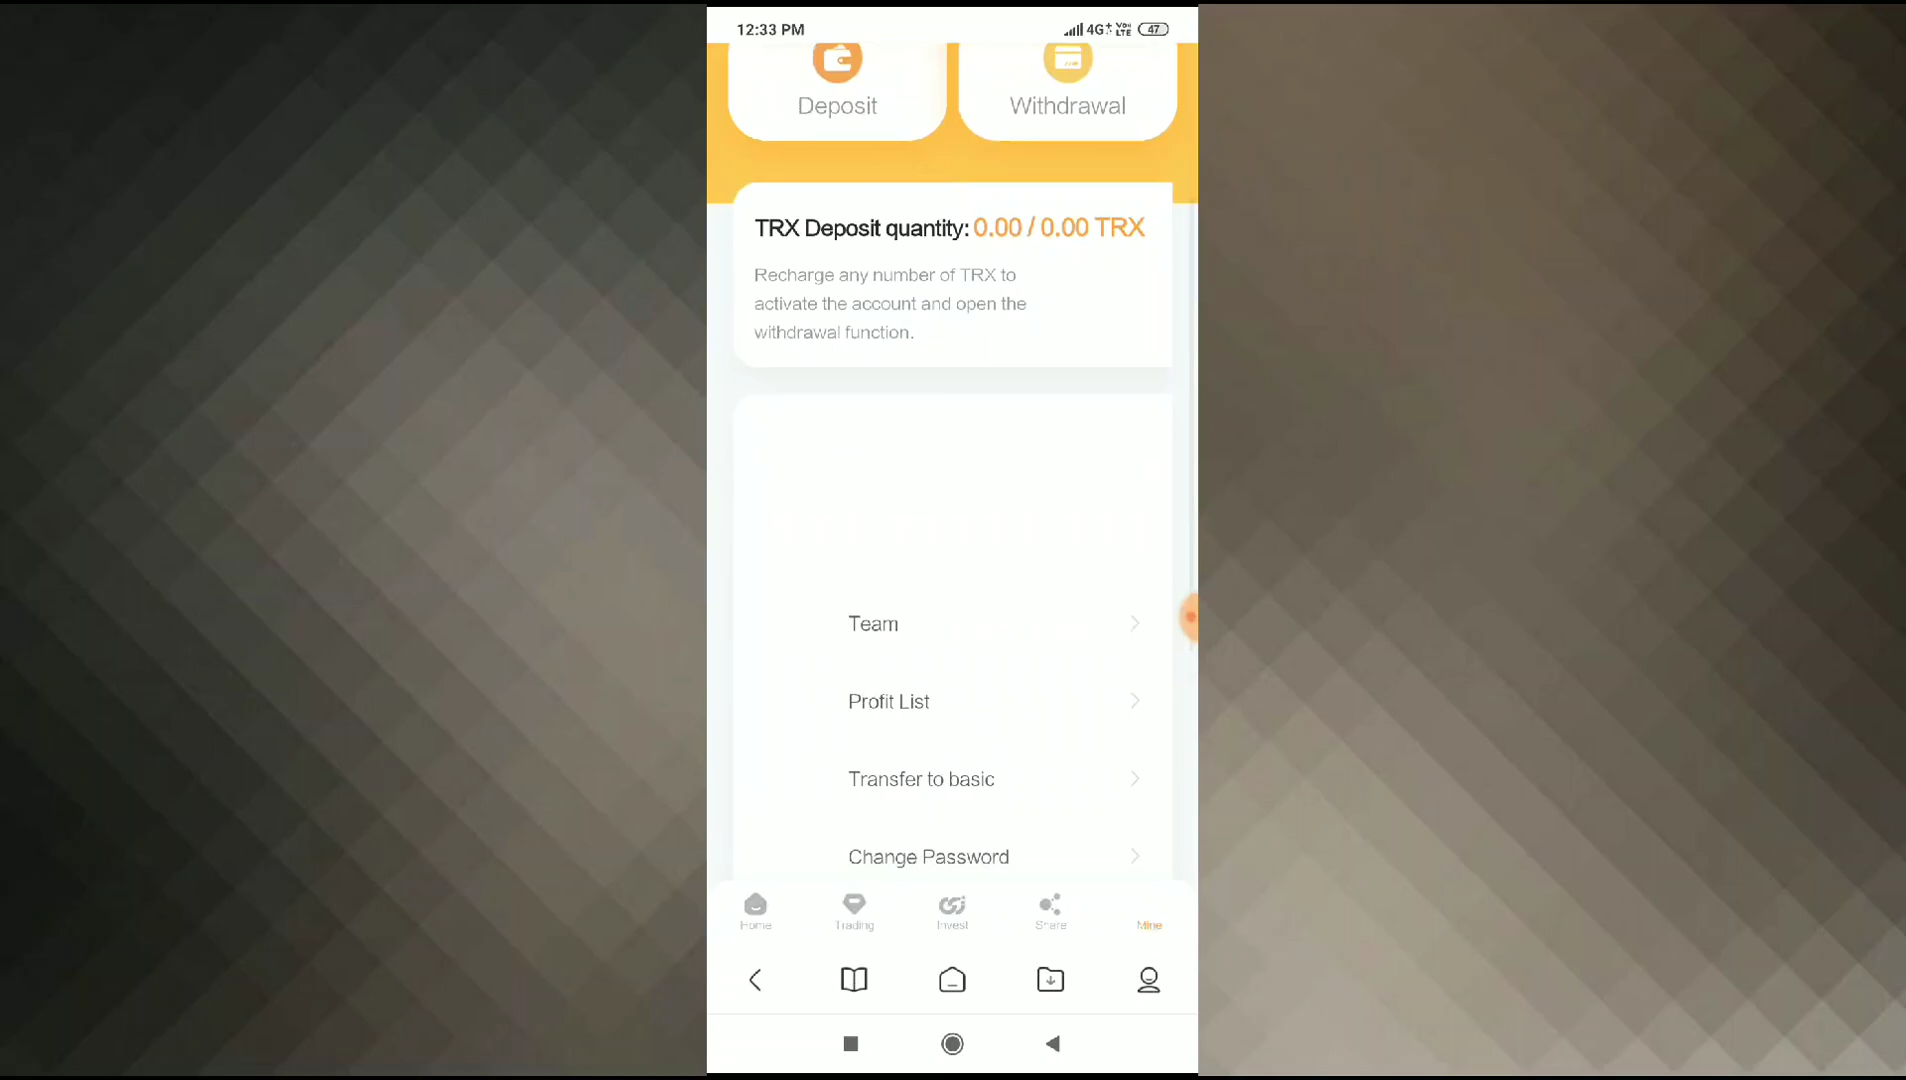 12:33 PM
4G+ Vo LTE 47
Deposit
Withdrawal
TRX Deposit quantity: 0.00 / 0.00 TRX
Recharge any number of TRX to
activate the account and open the
withdrawal function.
Team
Profit List
Transfer to basic
Change Password
Home
Trading
Invest
Share
Mine